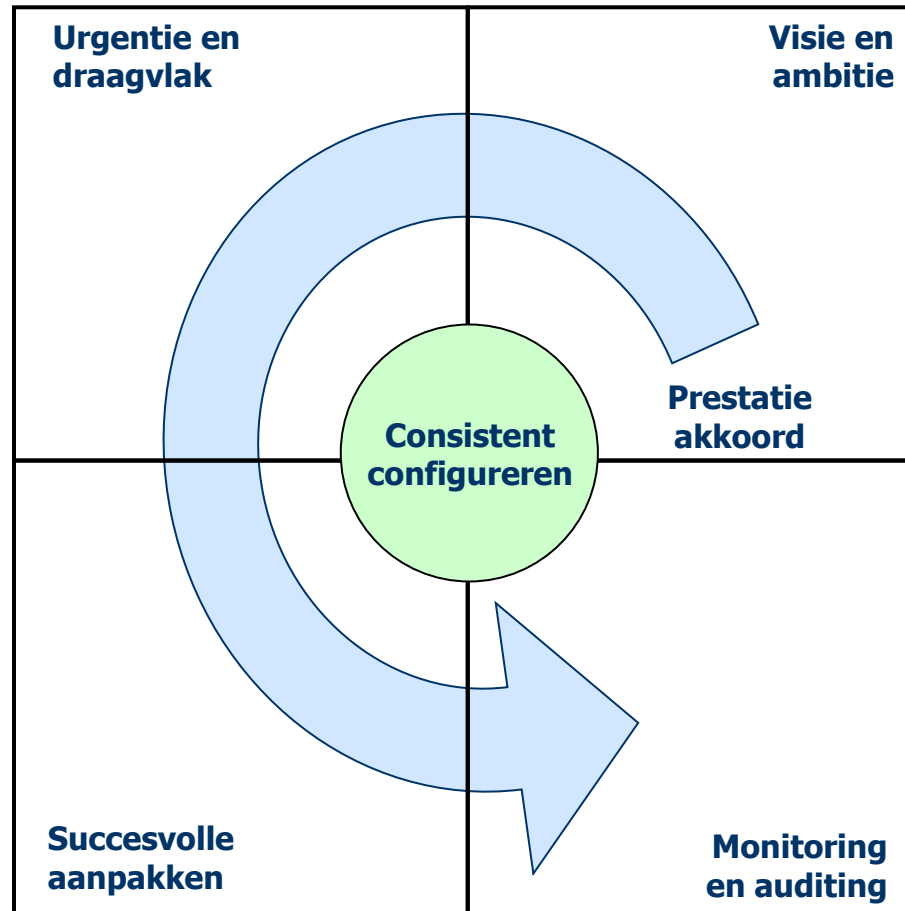 Urgentie en
draagvlak
Visie en
ambitie
Prestatie
akkoord
Consistent
configureren
Succesvolle
aanpakken
Monitoring
en auditing